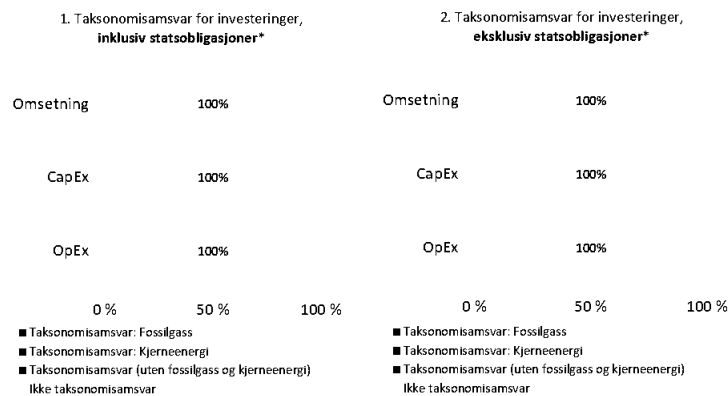 1. Taksonomisamsvar for investeringer,
inklusiv statsobligasjoner*
Omsetning 100%
CapEx 100%
OpEx 100%
0 % 50 % 100 %
■ Taksonomisamsvar: Fossilgass
■ Taksonomisamsvar: Kjerneenergi
■ Taksonomisamsvar (uten fossilgass og kjerneenergi)
Ikke taksonomisamsvar
2. Taksonomisamsvar for investeringer,
eksklusiv statsobligasjoner*
Omsetning 100%
CapEx 100%
OpEx 100%
0 % 50 % 100 %
■ Taksonomisamsvar: Fossilgass
■ Taksonomisamsvar: Kjerneenergi
■ Taksonomisamsvar (uten fossilgass og kjerneenergi)
Ikke taksonomisamsvar